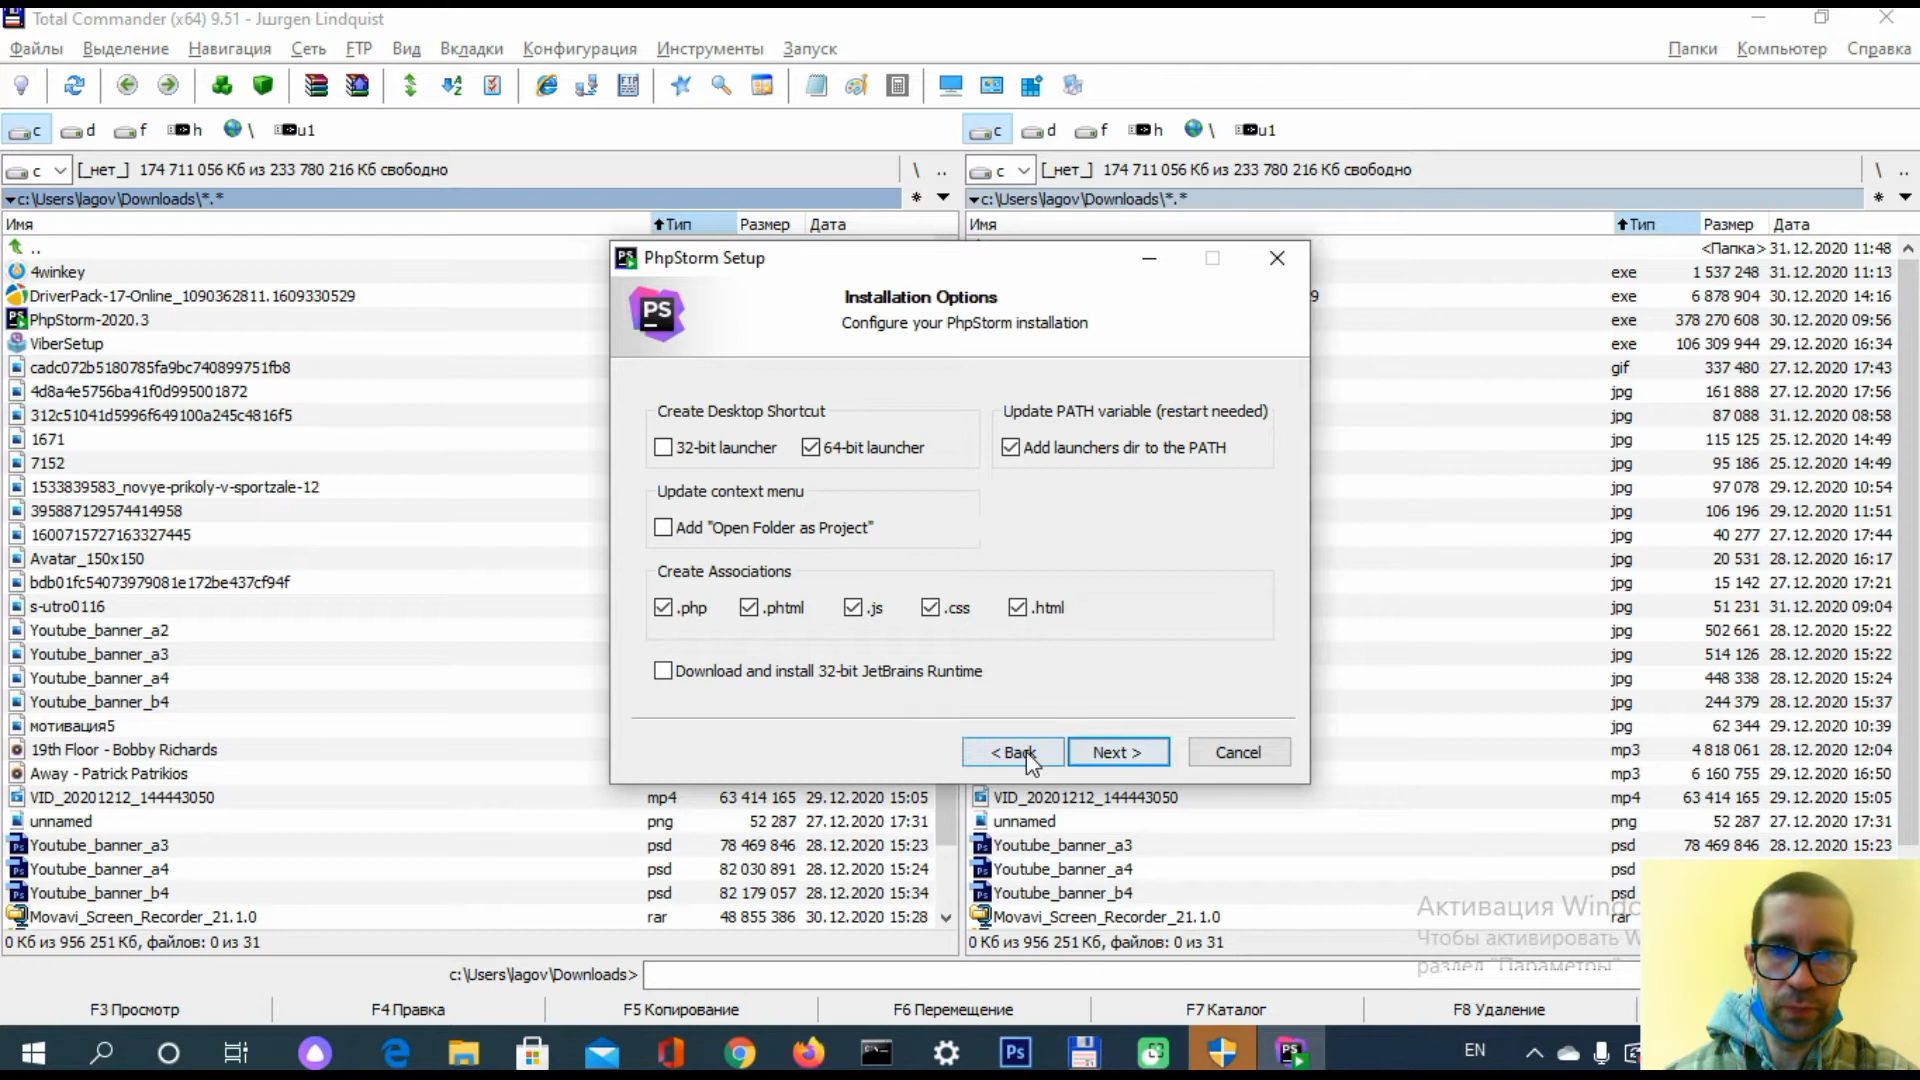 Total Commander (x64) 9.51 - Jшrgen Lindquist
Файлы Выделение Навигация Сеть FTP Вид Вкладки Конфигурация Инструменты Запуск Папки Компьютер Справка
c d f h \ u1 c d f h \ u1
c [_нет_] 174 711 056 Кб из 233 780 216 Кб свободно \ .. c [_нет_] 174 711 056 Кб из 233 780 216 Кб свободно \ ..
c:\Users\lagov\Downloads\*.* * c:\Users\lagov\Downloads\*.* *
Имя Тип Размер Дата Имя Тип Размер Дата
.. <Папка> 31.12.2020 11:48
4winkey exe 1 537 248 31.12.2020 11:13
DriverPack-17-Online_1090362811.1609330529 9 exe 6 878 904 30.12.2020 14:16
PhpStorm-2020.3 exe 378 270 608 30.12.2020 09:56
ViberSetup exe 106 309 944 29.12.2020 16:34
cadc072b5180785fa9bc740899751fb8 gif 337 480 27.12.2020 17:43
4d8a4e5756ba41f0d995001872 jpg 161 888 27.12.2020 17:56
312c51041d5996f649100a245c4816f5 jpg 87 088 31.12.2020 08:58
1671 jpg 115 125 25.12.2020 14:49
7152 jpg 95 186 25.12.2020 14:49
1533839583_novye-prikoly-v-sportzale-12 jpg 97 078 29.12.2020 10:54
395887129574414958 jpg 106 196 29.12.2020 11:51
16007157271633​27445 jpg 40 277 27.12.2020 17:44
Avatar_150x150 jpg 20 531 28.12.2020 16:17
bdb01fc54073979081e172be437cf94f jpg 15 142 27.12.2020 17:21
s-utro0116 jpg 51 231 31.12.2020 09:04
Youtube_banner_a2 jpg 502 661 28.12.2020 15:22
Youtube_banner_a3 jpg 514 126 28.12.2020 15:22
Youtube_banner_a4 jpg 448 338 28.12.2020 15:24
Youtube_banner_b4 jpg 244 379 28.12.2020 15:37
мотивация5 jpg 62 344 29.12.2020 10:39
19th Floor - Bobby Richards mp3 4 818 061 28.12.2020 12:04
Away - Patrick Patrikios mp3 6 160 755 29.12.2020 16:50
VID_20201212_144443050 mp4 63 414 165 29.12.2020 15:05 VID_20201212_144443050 mp4 63 414 165 29.12.2020 15:05
unnamed png 52 287 27.12.2020 17:31 unnamed png 52 287 27.12.2020 17:31
Youtube_banner_a3 psd 78 469 846 28.12.2020 15:23 Youtube_banner_a3 psd 78 469 846 28.12.2020 15:23
Youtube_banner_a4 psd 82 030 891 28.12.2020 15:24 Youtube_banner_a4 psd
Youtube_banner_b4 psd 82 179 057 28.12.2020 15:34 Youtube_banner_b4 psd
Movavi_Screen_Recorder_21.1.0 rar 48 855 386 30.12.2020 15:28 Movavi_Screen_Recorder_21.1.0 rar
0 Кб из 956 251 Кб, файлов: 0 из 31 0 Кб из 956 251 Кб, файлов: 0 из 31
PhpStorm Setup
PS
Installation Options
Configure your PhpStorm installation
Create Desktop Shortcut Update PATH variable (restart needed)
32-bit launcher 64-bit launcher Add launchers dir to the PATH
Update context menu
Add "Open Folder as Project"
Create Associations
.php .phtml .js .css .html
Download and install 32-bit JetBrains Runtime
< Back Next > Cancel
Активация Windo
Чтобы активировать W
раздел "Параметры"
c:\Users\lagov\Downloads>
F3 Просмотр F4 Правка F5 Копирование F6 Перемещение F7 Каталог F8 Удаление
Ps PS EN